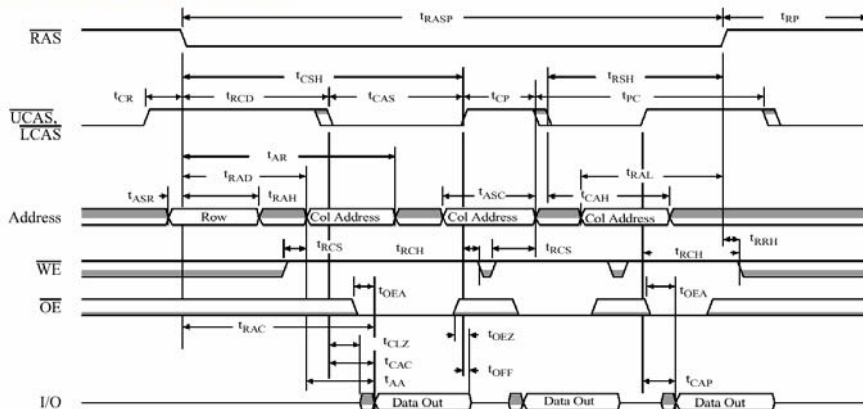 tRASP tRP
RAS
tCSH tRSH
tCR tRCD tCAS tCP tPC
UCAS,
LCAS
tAR
tRAD tRAL
tASR tRAH tASC tCAH
Address Row Col Address Col Address Col Address
tRCS tRCH tRCS tRCH tRRH
WE
tOEA tOEA
OE
tRAC tOEZ
tCLZ
tCAC tOFF
tAA tCAP
I/O Data Out Data Out Data Out